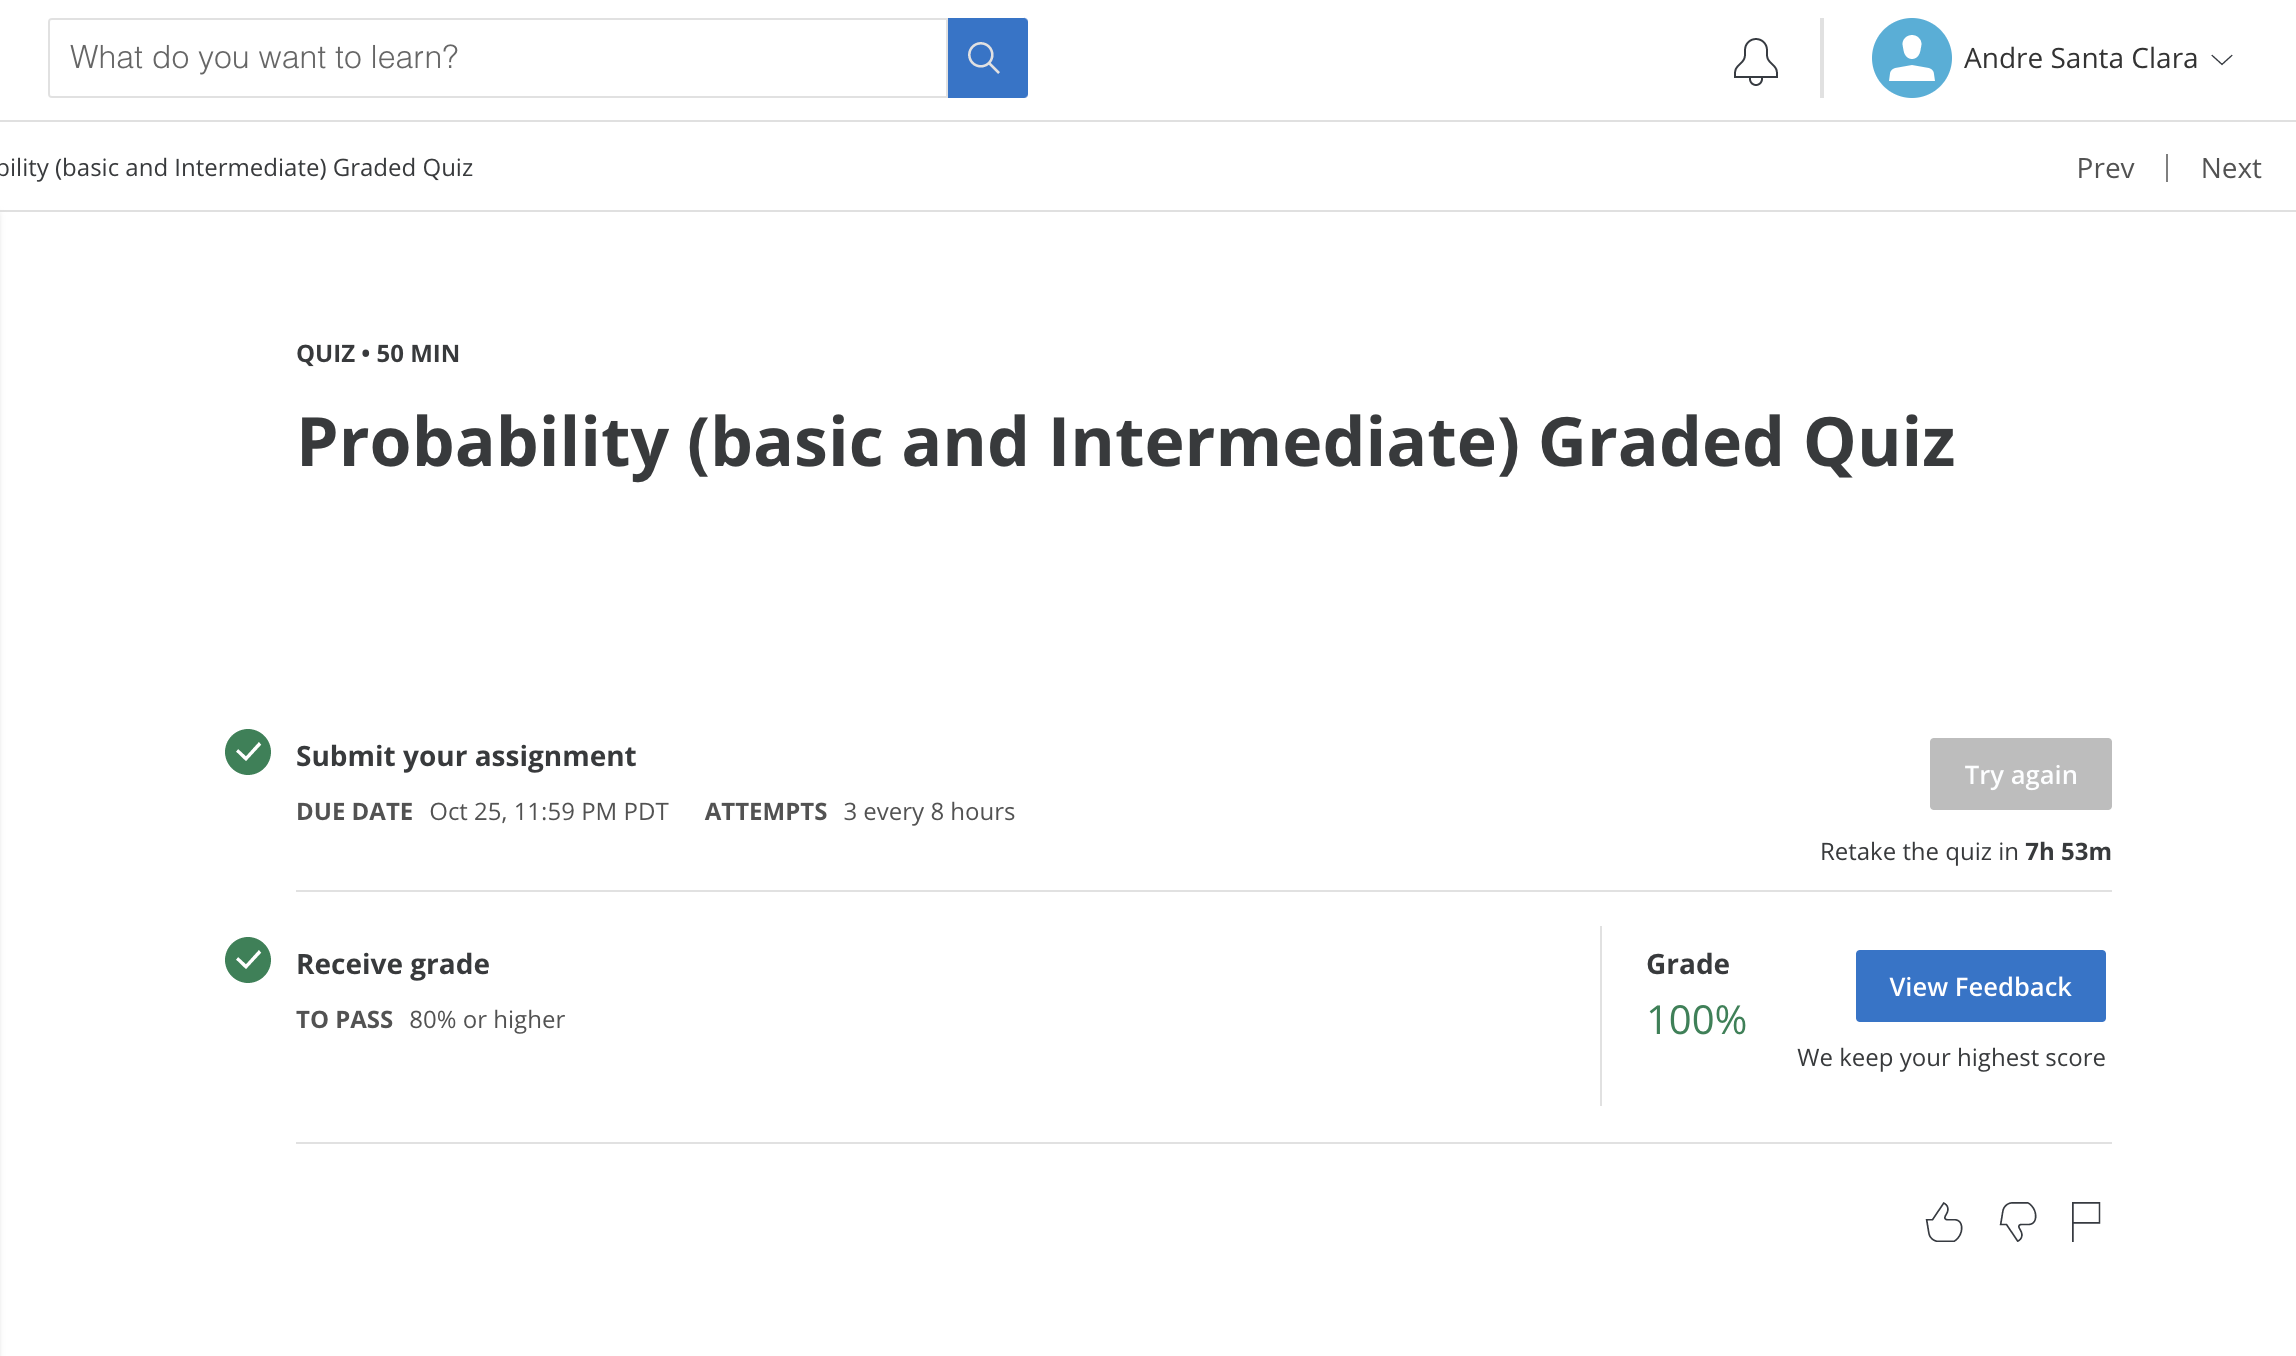 What do you want to learn?
Andre Santa Clara
bility (basic and Intermediate) Graded Quiz
Prev | Next
QUIZ • 50 MIN
Probability (basic and Intermediate) Graded Quiz
Submit your assignment
Try again
DUE DATE Oct 25, 11:59 PM PDT ATTEMPTS 3 every 8 hours
Retake the quiz in 7h 53m
Receive grade
Grade
View Feedback
TO PASS 80% or higher
100%
We keep your highest score